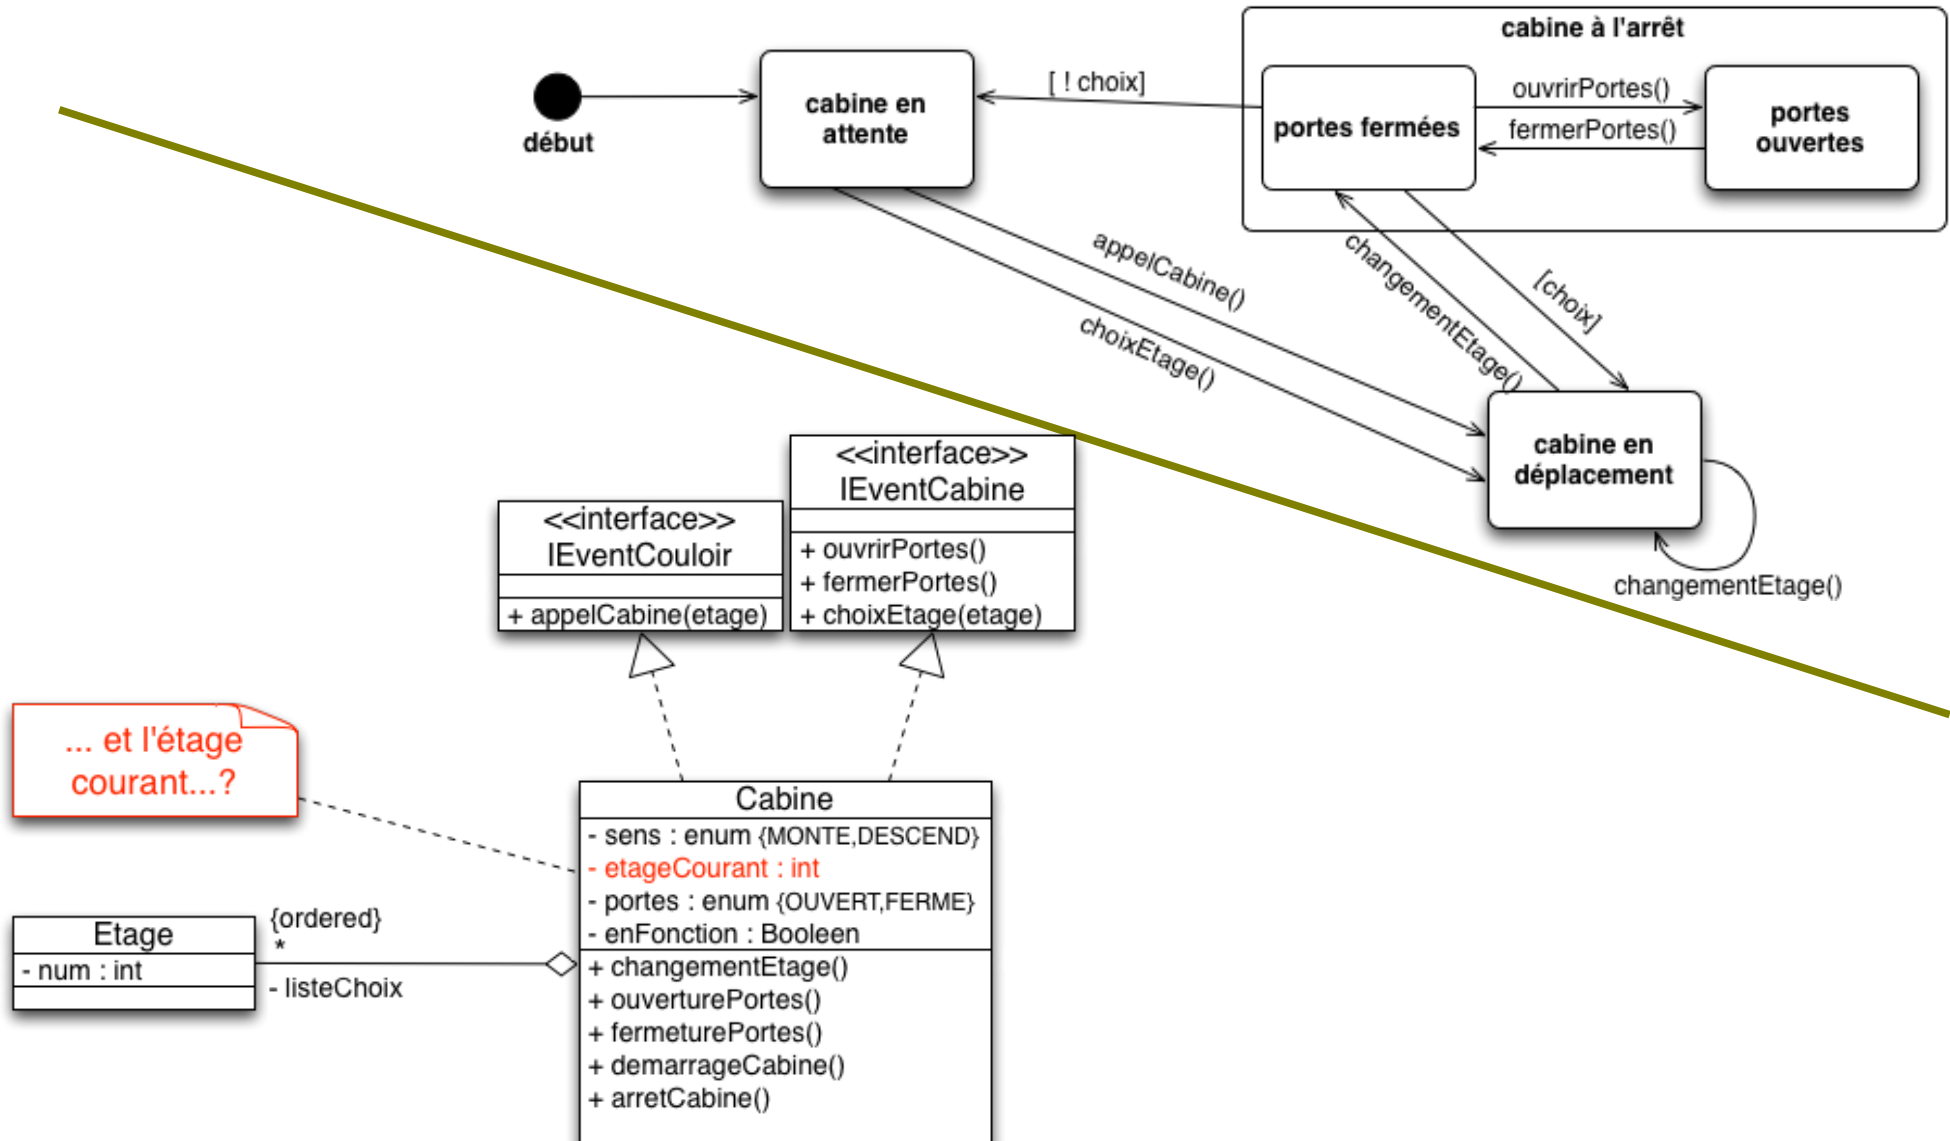 cabine à l'arrêt
début
cabine en
attente
[ ! choix]
portes fermées
ouvrirPortes()
fermerPortes()
portes
ouvertes
appelCabine()
choixEtage()
changementEtage()
[choix]
cabine en
déplacement
changementEtage()
<<interface>>
IEventCouloir
+ appelCabine(etage)
<<interface>>
IEventCabine
+ ouvrirPortes()
+ fermerPortes()
+ choixEtage(etage)
... et l'étage
courant...?
Cabine
- sens : enum {MONTE,DESCEND}
- etageCourant : int
- portes : enum {OUVERT,FERME}
- enFonction : Booleen
+ changementEtage()
+ ouverturePortes()
+ fermeturePortes()
+ demarrageCabine()
+ arretCabine()
Etage
- num : int
{ordered}
*
- listeChoix